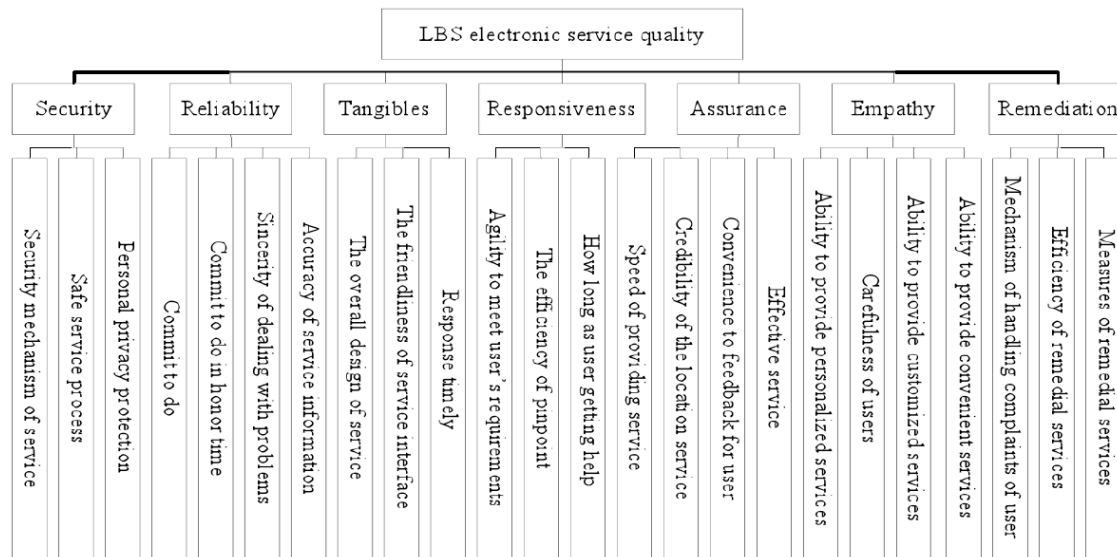 LBS electronic service quality
Security
Reliability
Tangibles
Responsiveness
Assurance
Empathy
Remediation
Security mechanism of service
Safe service process
Personal privacy protection
Commit to do
Commit to do in honor time
Sincerity of dealing with problems
Accuracy of service information
The overall design of service
The friendliness of service interface
Response timely
Agility to meet user's requirements
The efficiency of pinpoint
How long as user getting help
Speed of providing service
Credibility of the location service
Convenience to feedback for user
Effective service
Ability to provide personalized services
Carefulness of users
Ability to provide customized services
Ability to provide convenient services
Mechanism of handling complaints of user
Efficiency of remedial services
Measures of remedial services